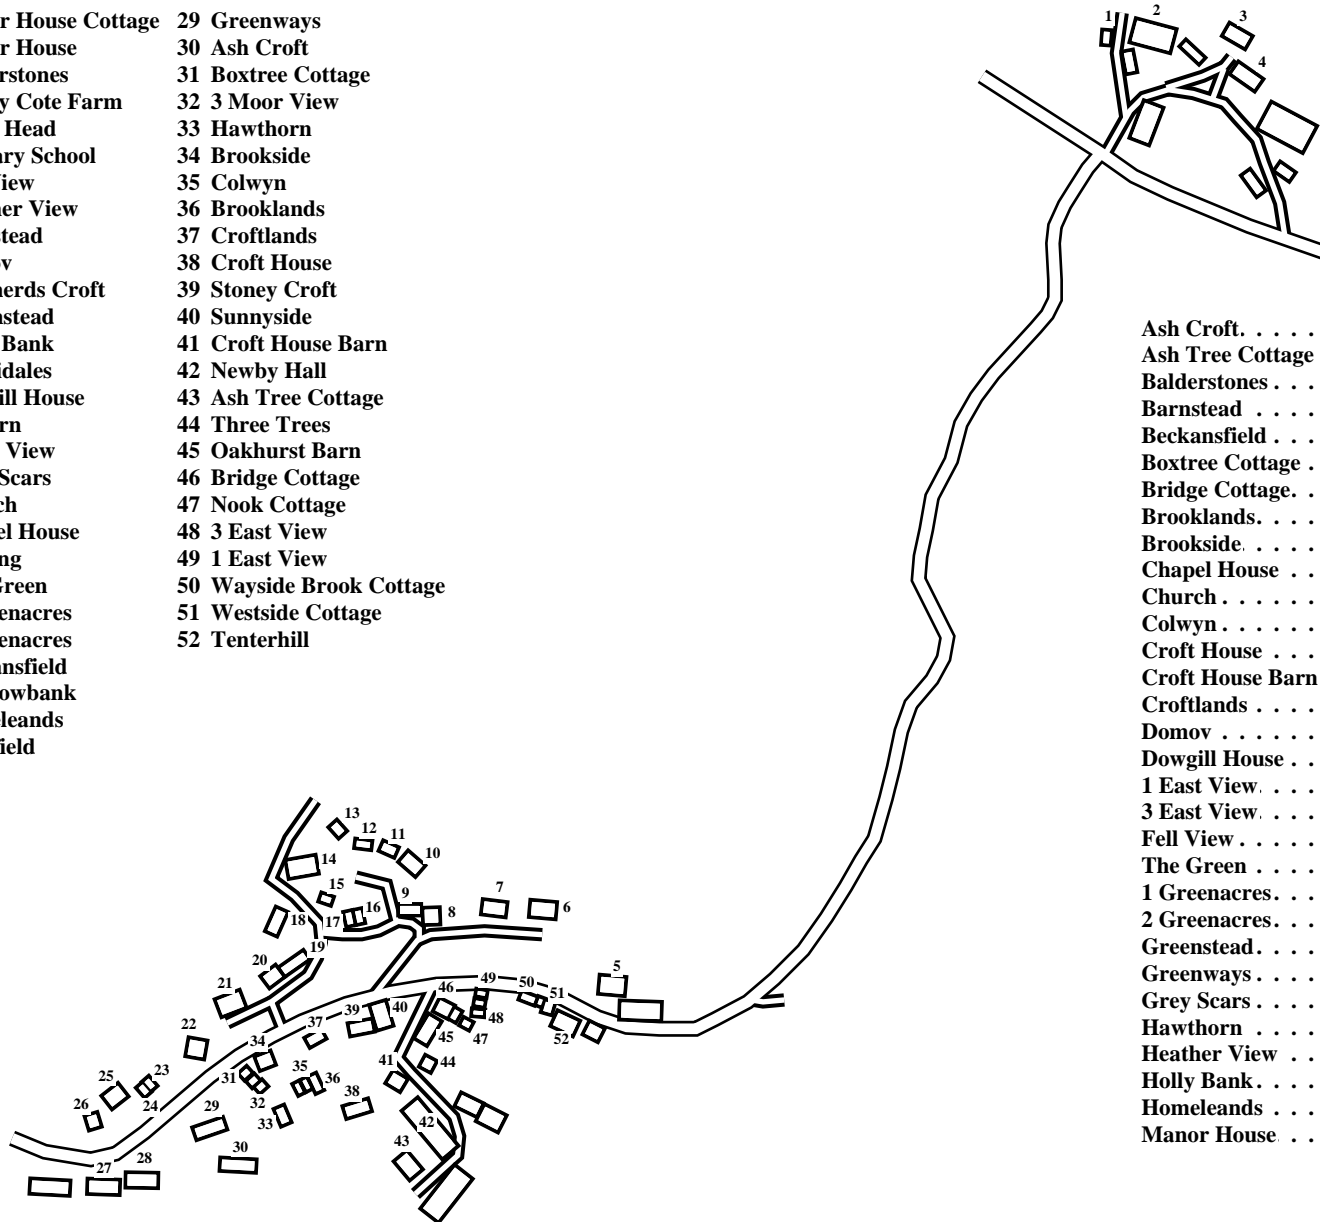 r House Cottage
r House
rstones
y Cote Farm
Head
ary School
View
ner View
stead
ov
nerds Croft
nstead
Bank
idales
ill House
rn
View
Scars
ch
el House
ng
Green
enacres
enacres
nsfield
owbank
eleands
ield
29 Greenways
30 Ash Croft
31 Boxtree Cottage
32 3 Moor View
33 Hawthorn
34 Brookside
35 Colwyn
36 Brooklands
37 Croftlands
38 Croft House
39 Stoney Croft
40 Sunnyside
41 Croft House Barn
42 Newby Hall
43 Ash Tree Cottage
44 Three Trees
45 Oakhurst Barn
46 Bridge Cottage
47 Nook Cottage
48 3 East View
49 1 East View
50 Wayside Brook Cottage
51 Westside Cottage
52 Tenterhill
1
2
3
4
Ash Croft. . . . .
Ash Tree Cottage
Balderstones . . .
Barnstead . . . .
Beckansfield . . .
Boxtree Cottage .
Bridge Cottage. .
Brooklands. . . .
Brookside. . . . .
Chapel House . .
Church . . . . . .
Colwyn . . . . . .
Croft House . . .
Croft House Barn
Croftlands . . . .
Domov . . . . . .
Dowgill House . .
1 East View. . . .
3 East View. . . .
Fell View . . . . .
The Green . . . .
1 Greenacres. . .
2 Greenacres. . .
Greenstead. . . .
Greenways . . . .
Grey Scars . . . .
Hawthorn . . . .
Heather View . .
Holly Bank. . . .
Homeleands . . .
Manor House. . .
13
12
11
10
14
15
9
7
6
16
17
8
18
19
20
21
5
49
50
46
51
40
39
22
37
48
34
45
47
52
41
44
25
23
35
36
31
26
24
32
38
29
33
42
30
43
28
27